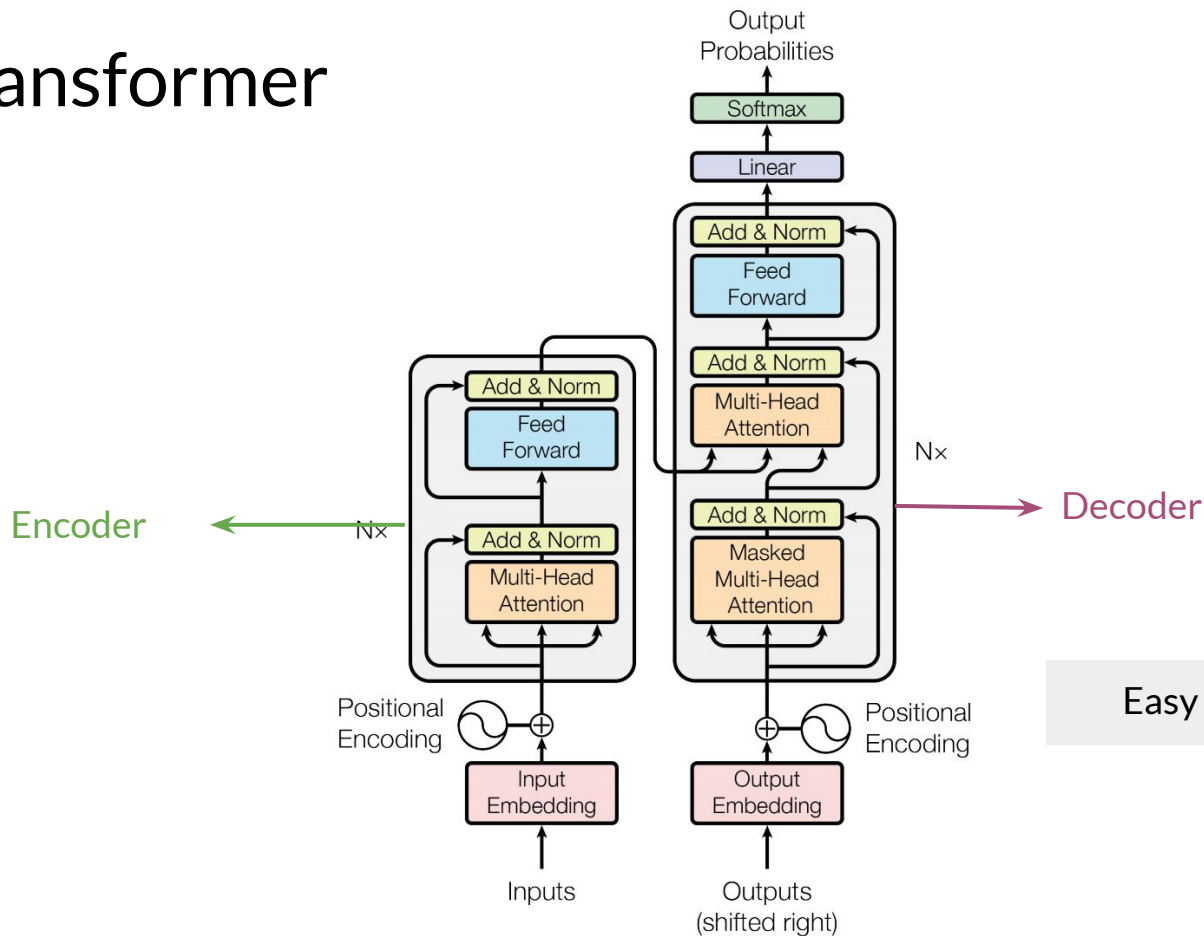 ansformer
Output
Probabilities
Softmax
Linear
Add & Norm
Feed
Forward
Add & Norm
Multi-Head
Attention
N×
Add & Norm
Masked
Multi-Head
Attention
Decoder
Add & Norm
Feed
Forward
Encoder
N×
Add & Norm
Multi-Head
Attention
Positional
Encoding
Positional
Encoding
Easy
Input
Embedding
Output
Embedding
Inputs
Outputs
(shifted right)